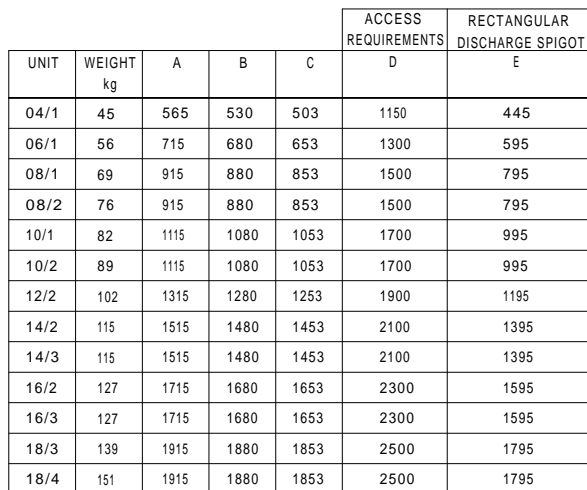 ACCESS RECTANGULAR
REQUIREMENTS DISCHARGE SPIGOT
UNIT WEIGHT A B C D E
kg
04/1 45 565 530 503 1150 445
06/1 56 715 680 653 1300 595
08/1 69 915 880 853 1500 795
08/2 76 915 880 853 1500 795
10/1 82 1115 1080 1053 1700 995
10/2 89 1115 1080 1053 1700 995
12/2 102 1315 1280 1253 1900 1195
14/2 115 1515 1480 1453 2100 1395
14/3 115 1515 1480 1453 2100 1395
16/2 127 1715 1680 1653 2300 1595
16/3 127 1715 1680 1653 2300 1595
18/3 139 1915 1880 1853 2500 1795
18/4 151 1915 1880 1853 2500 1795